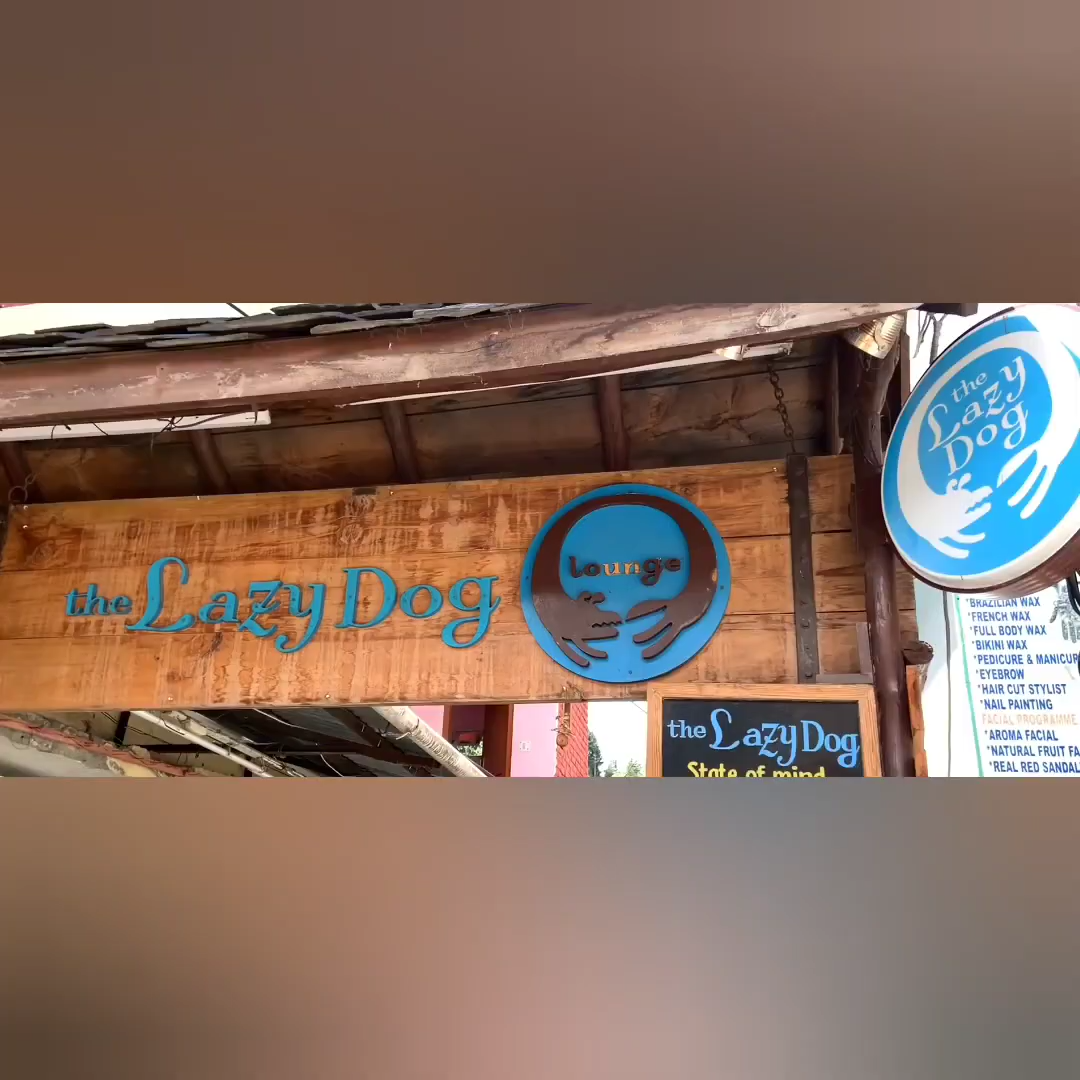 the Lazy Dog
lounge
the
Lazy
Dog
the Lazy Dog
State of mind
*BRAZILIAN WAX
*FRENCH WAX
*FULL BODY WAX
*BIKINI WAX
*PEDICURE & MANICUR
*EYEBROW
*HAIR CUT STYLIST
*NAIL PAINTING
FACIAL PROGRAMME
*AROMA FACIAL
*NATURAL FRUIT FA
*REAL RED SANDAL